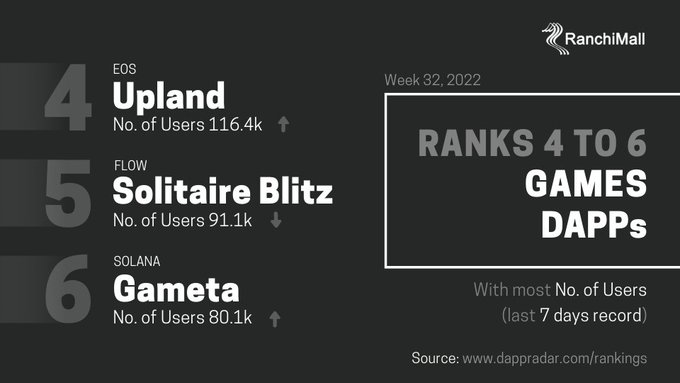 RanchiMall
4
EOS
Upland
No. of Users 116.4k
5
FLOW
Solitaire Blitz
No. of Users 91.1k
6
SOLANA
Gameta
No. of Users 80.1k
Week 32, 2022
RANKS 4 TO 6
GAMES
DAPPs
With most No. of Users
(last 7 days record)
Source: www.dappradar.com/rankings